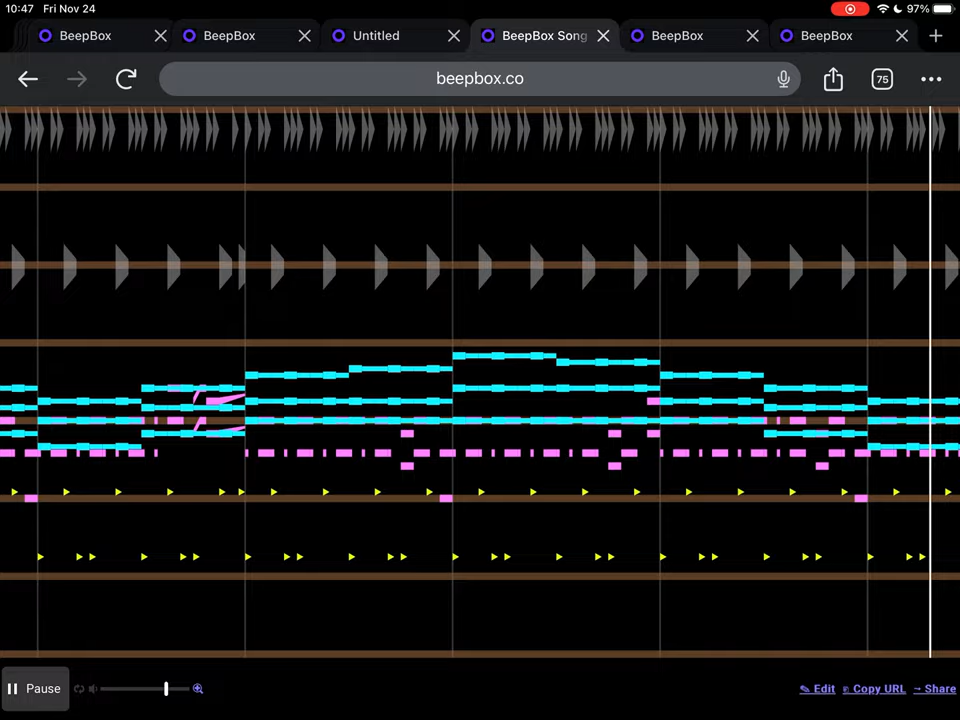 10:47 Fri Nov 24 97%
BeepBox BeepBox Untitled BeepBox Song BeepBox BeepBox
beepbox.co 75
Pause Edit Copy URL Share